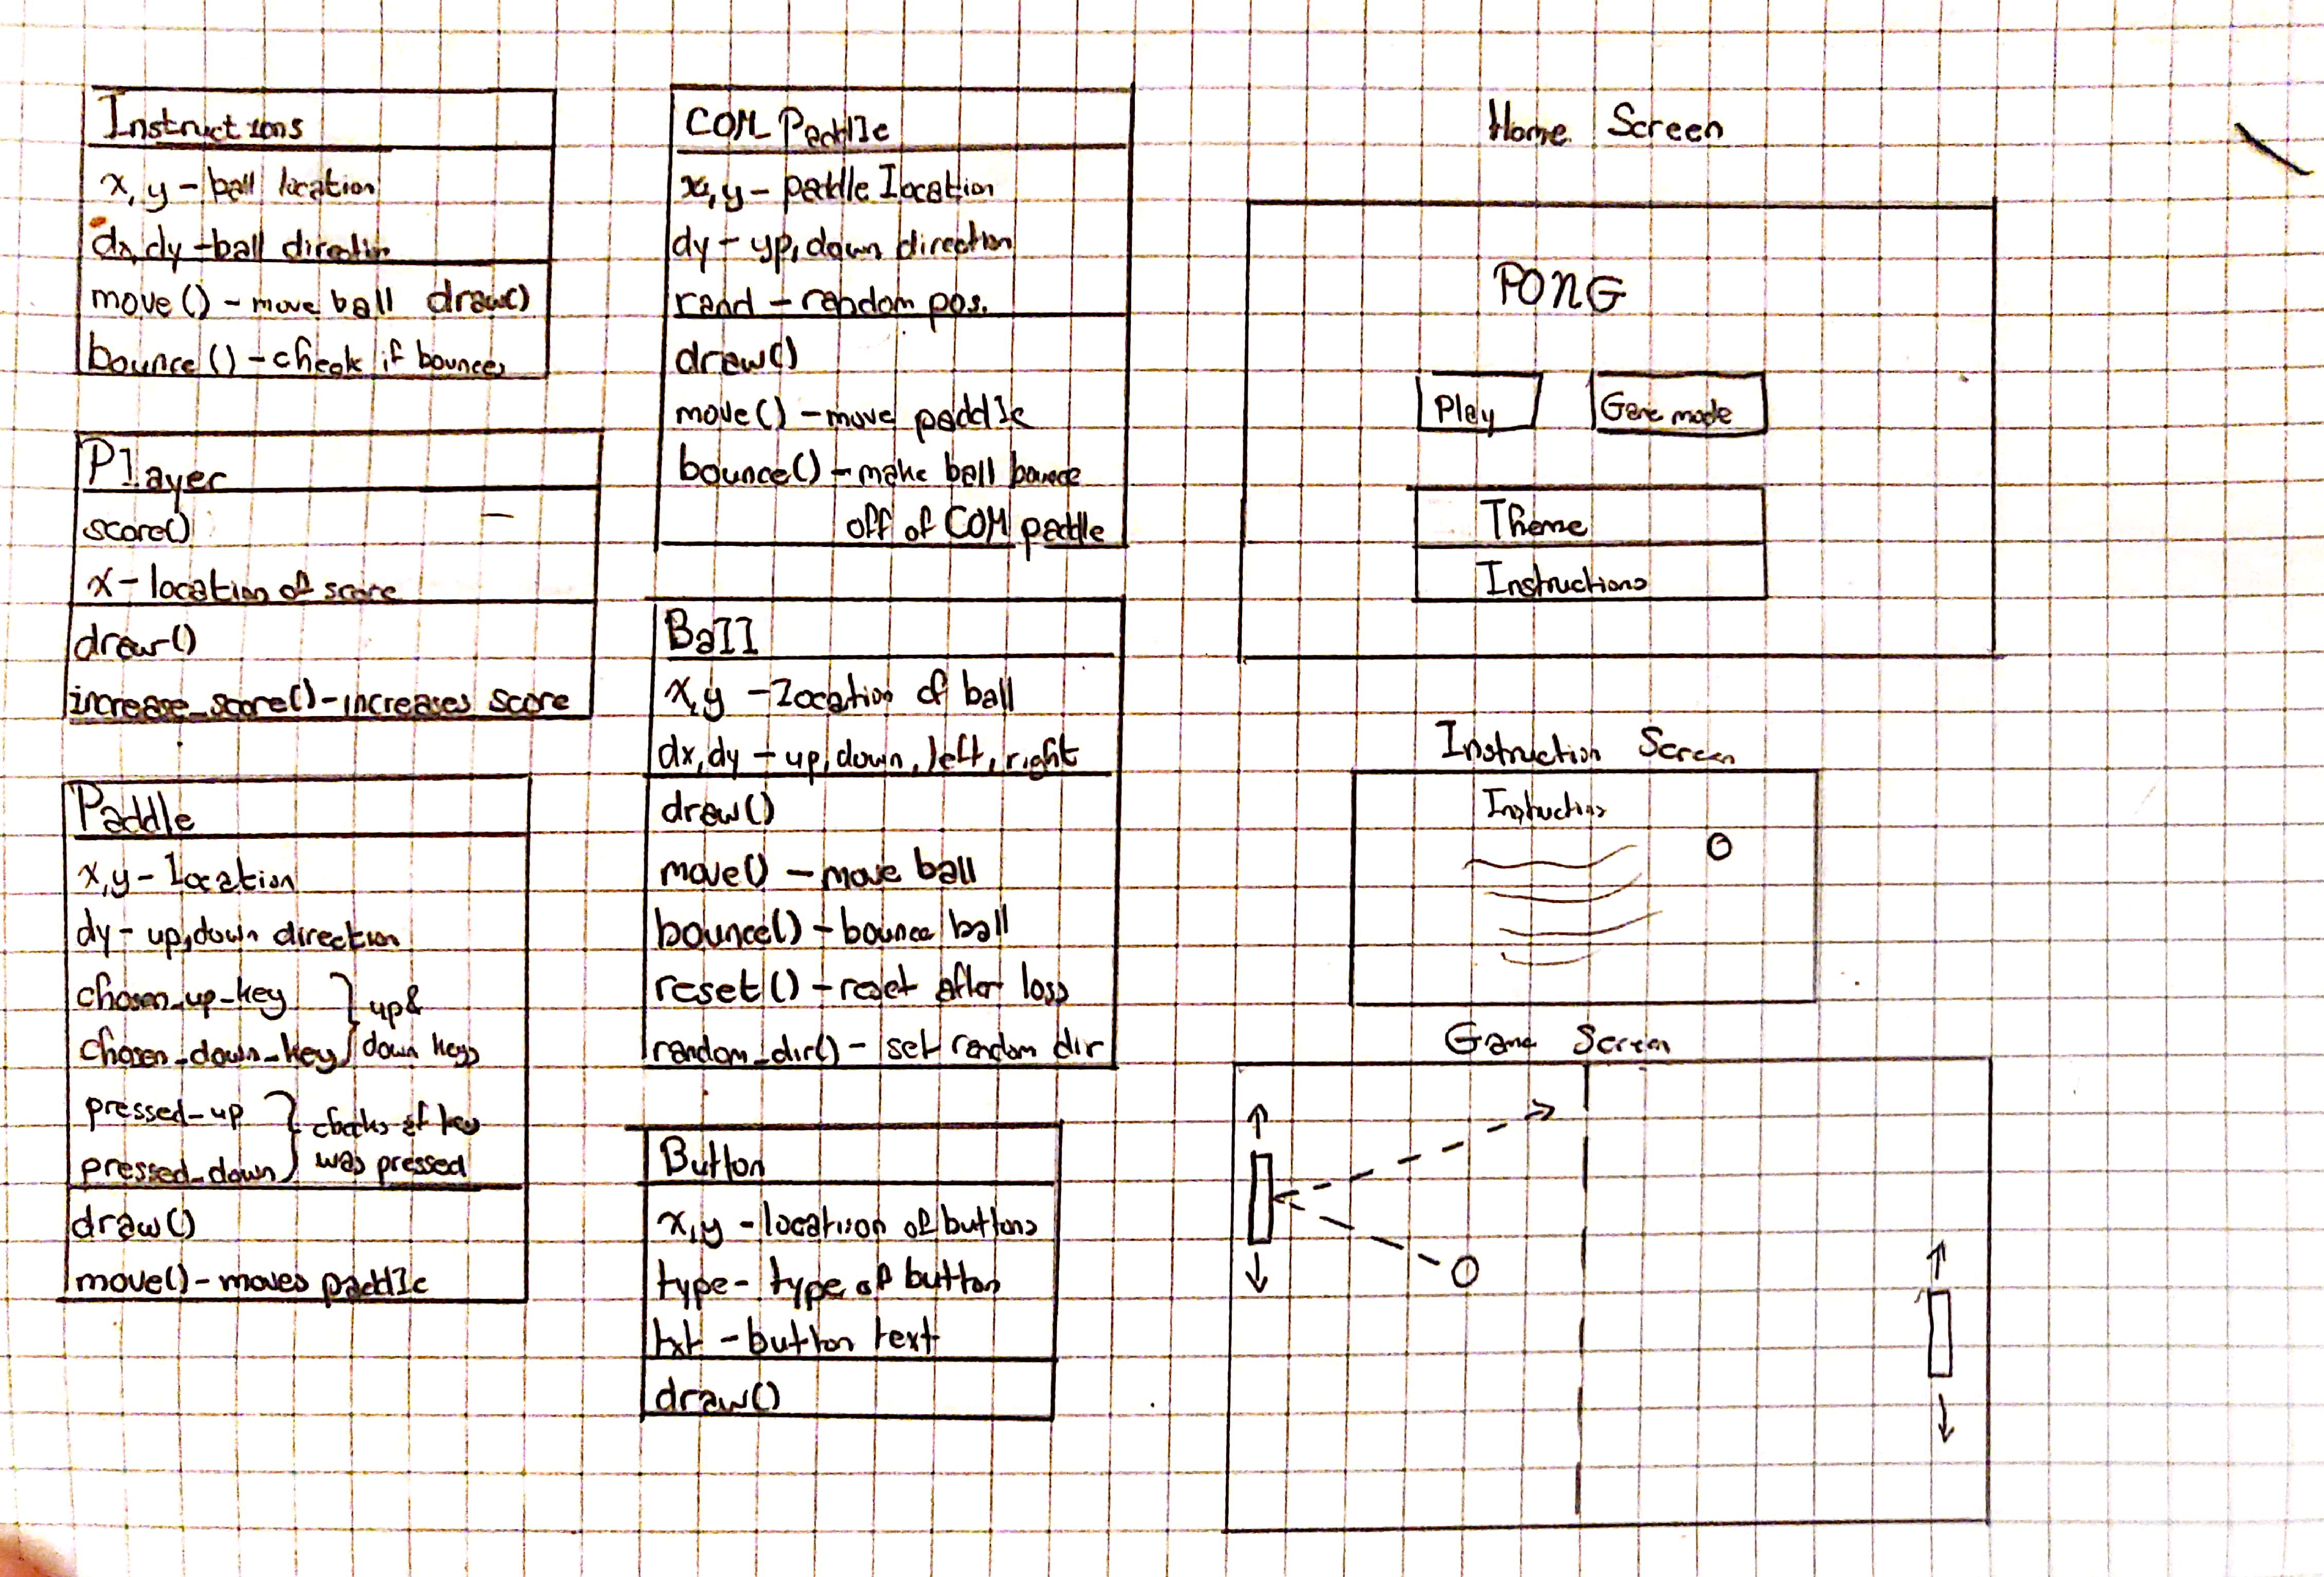 Instructions
x, y - ball location
dx, dy - ball direction
move() - move ball draw()
bounce() - check if bounces
Player
score()
x - location of score
draw()
increase_score() - increases score
Paddle
x, y - location
dy - up, down direction
chosen_up_key } up &
chosen_down_key } down keys
pressed_up } checks if key
pressed_down } was pressed
draw()
move() - moves paddle
COM Paddle
x, y - paddle location
dy - up, down direction
rand - random pos.
draw()
move() - move paddle
bounce() - make ball bounce
off of COM paddle
Ball
x, y - location of ball
dx, dy - up, down, left, right
draw()
move() - move ball
bounce() - bounce ball
reset() - reset after loss
random_dir() - set random dir
Button
x, y - location of buttons
type - type of button
txt - button text
draw()
Home Screen
PONG
Play Game mode
Theme
Instructions
Instruction Screen
Instructions
Game Screen